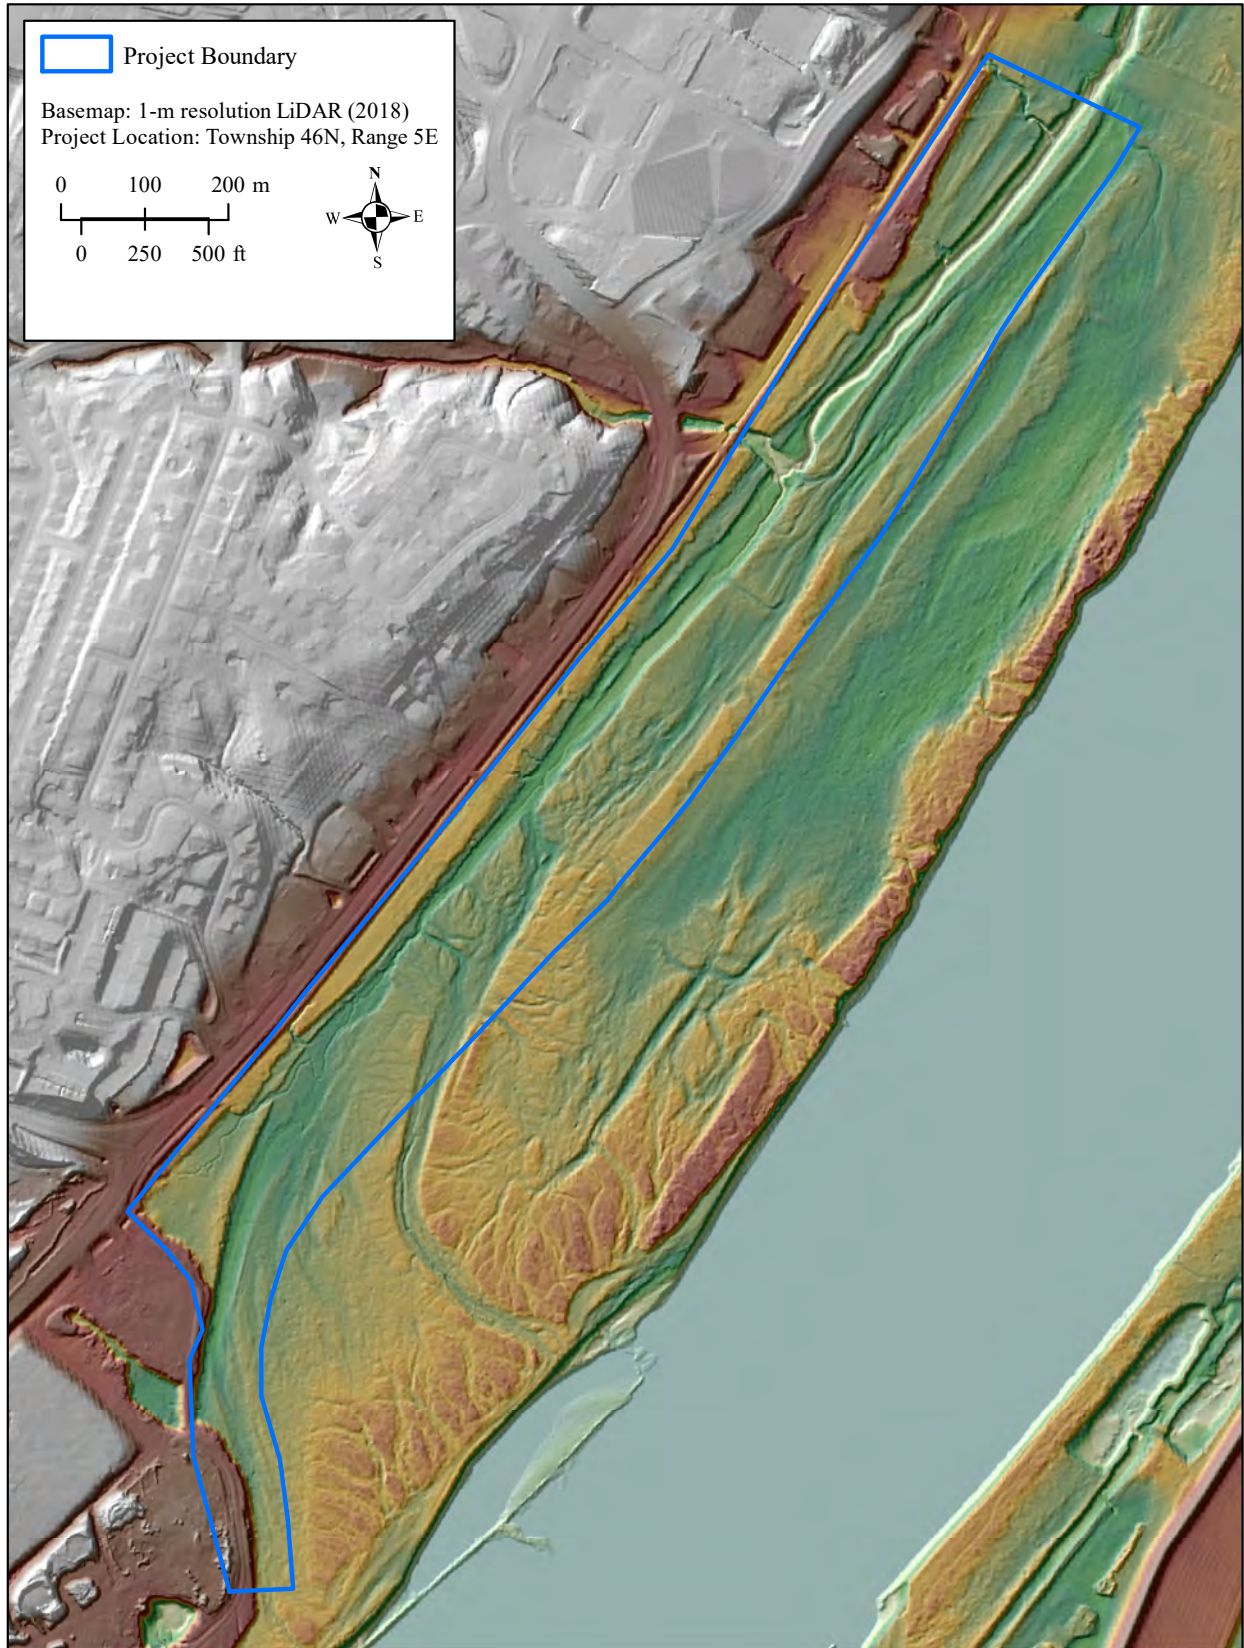 Project Boundary
Basemap: 1-m resolution LiDAR (2018)
Project Location: Township 46N, Range 5E
0 100 200 m
0 250 500 ft
N
W E
S